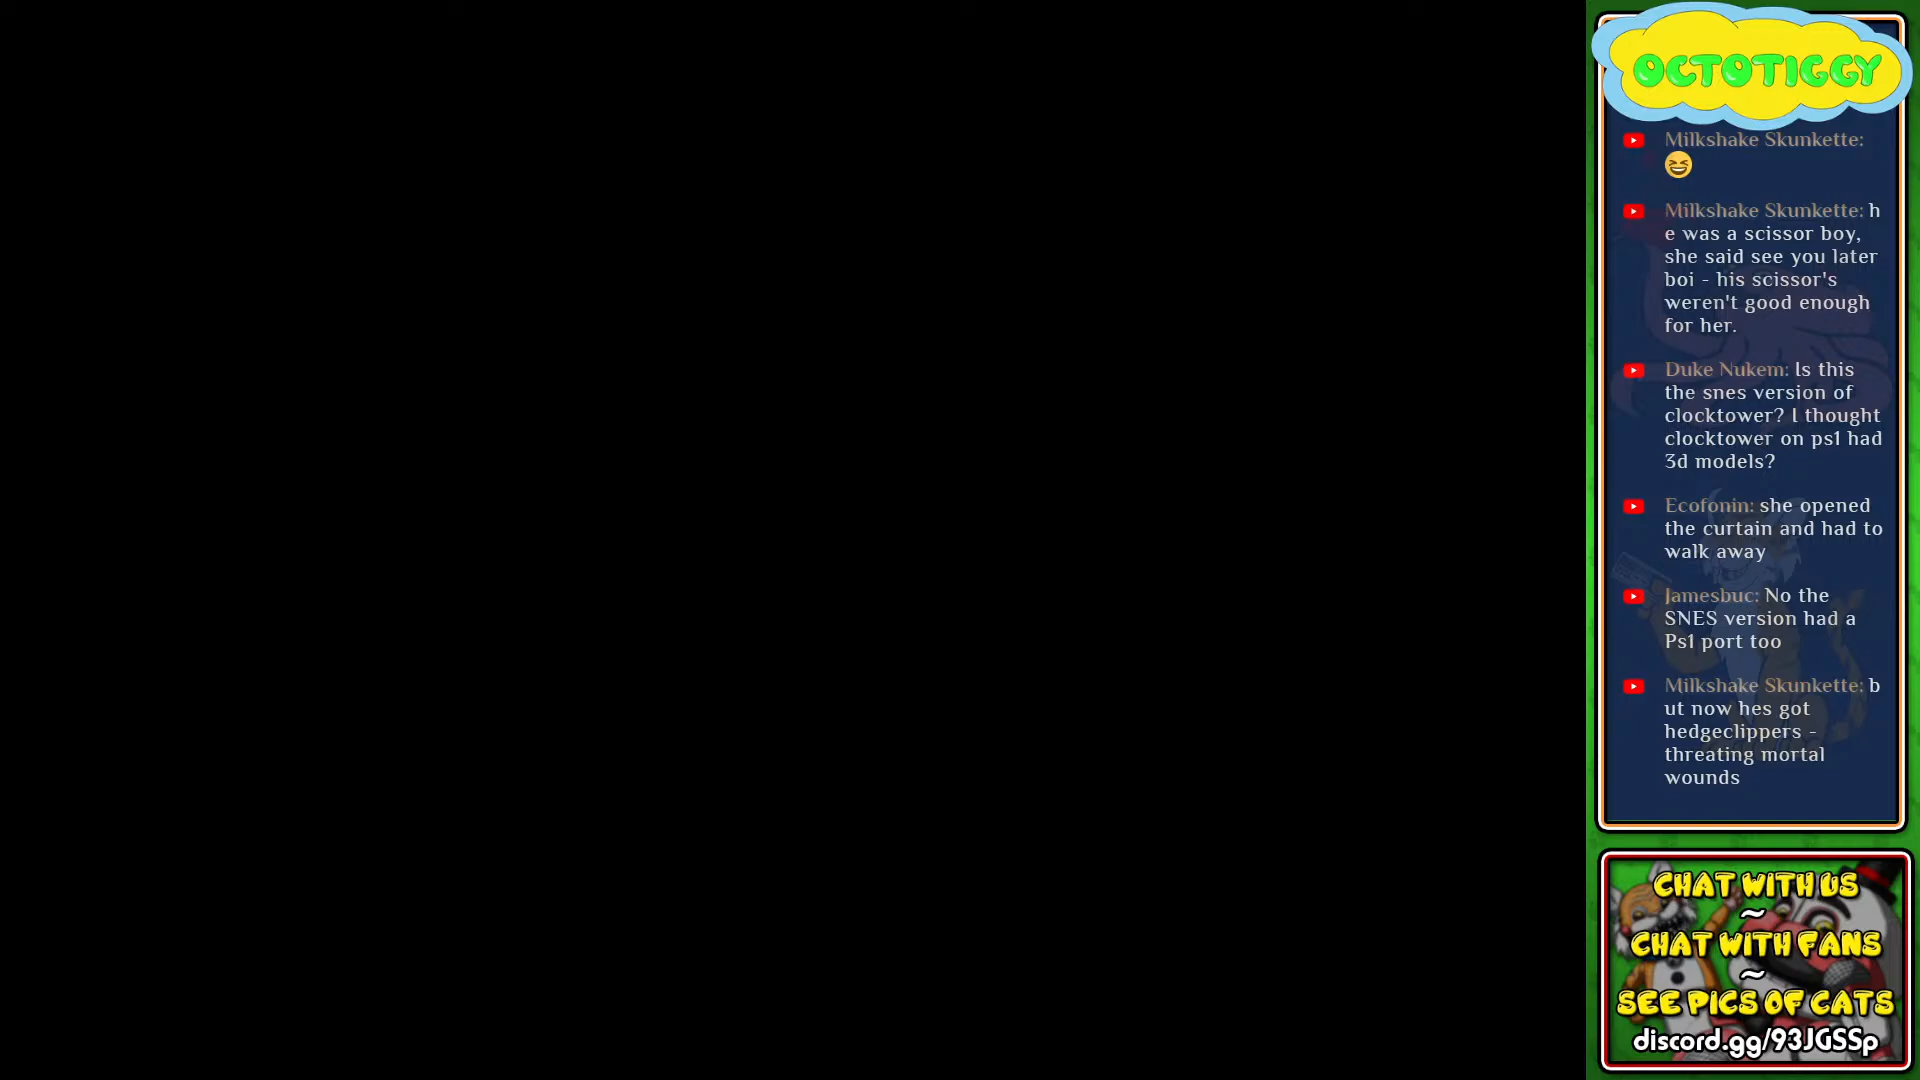 OCTOTIGGY
Milkshake Skunkette:
😆
Milkshake Skunkette: h
e was a scissor boy,
she said see you later
boi - his scissor's
weren't good enough
for her.
Duke Nukem: Is this
the snes version of
clocktower? I thought
clocktower on ps1 had
3d models?
Ecofonin: she opened
the curtain and had to
walk away
Jamesbuc: No the
SNES version had a
Ps1 port too
Milkshake Skunkette: b
ut now hes got
hedgeclippers -
threating mortal
wounds
CHAT WITH US
~
CHAT WITH FANS
~
SEE PICS OF CATS
discord.gg/93JGSSp